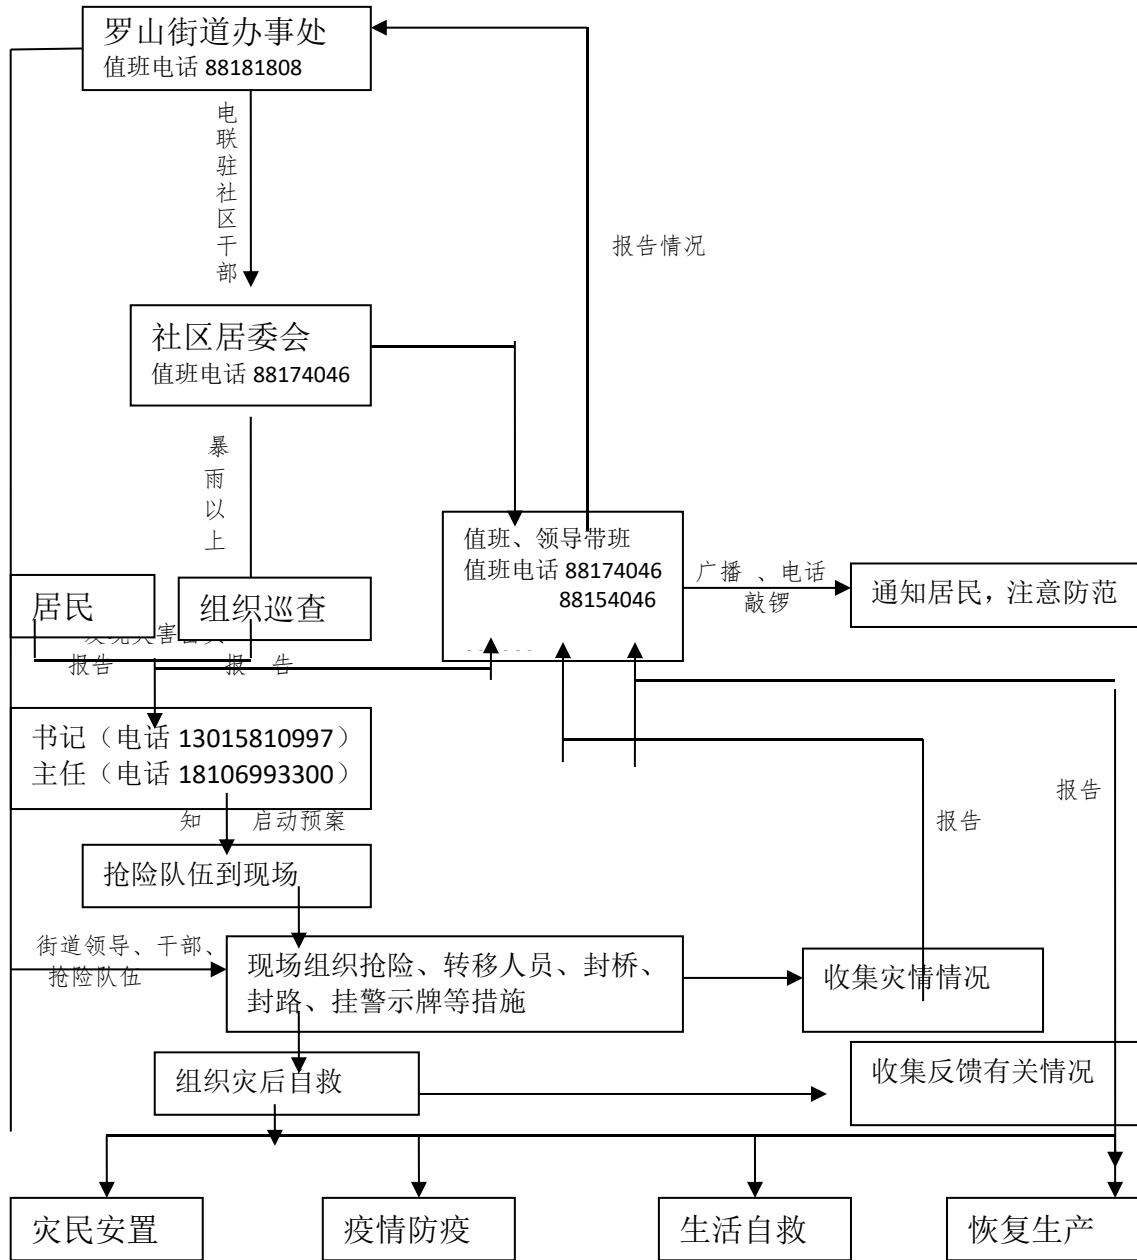 罗山街道办事处
值班电话 88181808
电联驻社区干部
报告情况
社区居委会
值班电话 88174046
暴雨以上
值班、领导带班
值班电话 88174046
88154046
广播 、电话
敲锣
通知居民，注意防范
居民
组织巡查
报告
报 告
书记（电话 13015810997）
主任（电话 18106993300）
知 启动预案
报告
报告
抢险队伍到现场
街道领导、干部、
抢险队伍
现场组织抢险、转移人员、封桥、
封路、挂警示牌等措施
收集灾情情况
组织灾后自救
收集反馈有关情况
灾民安置
疫情防疫
生活自救
恢复生产